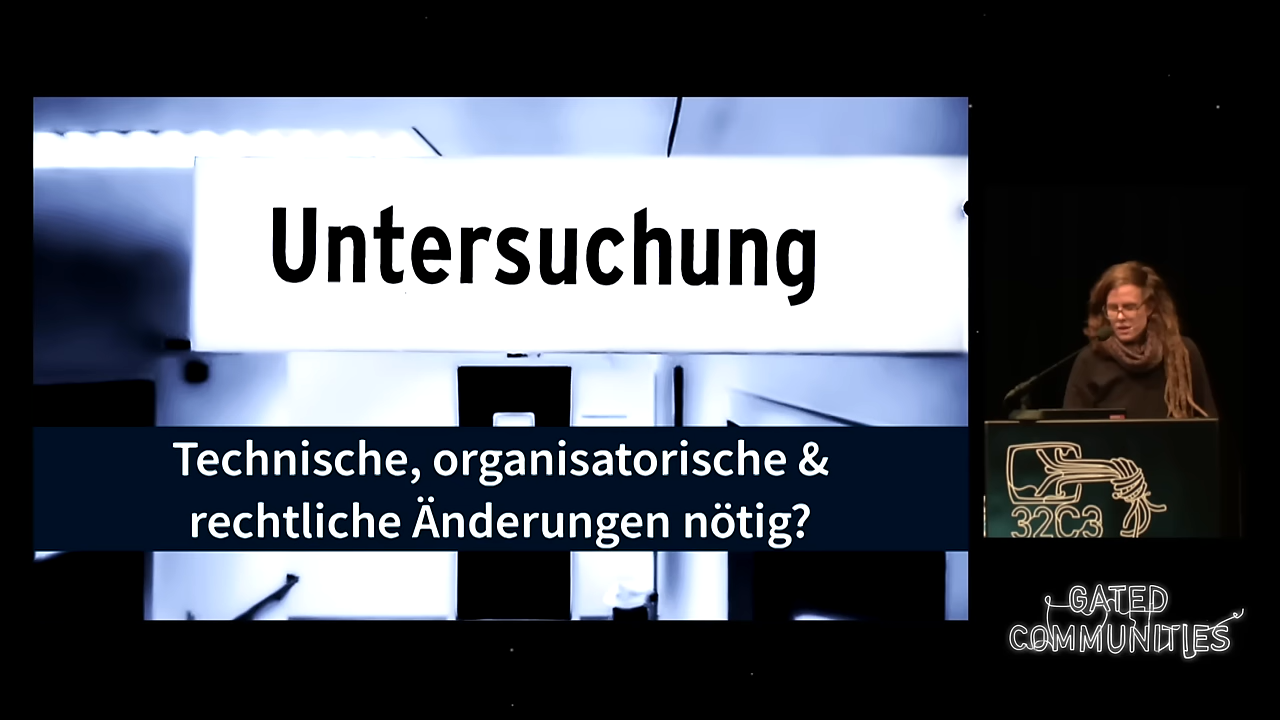 Untersuchung
Technische, organisatorische &
rechtliche Änderungen nötig?
32C3
GATED
COMMUNITIES